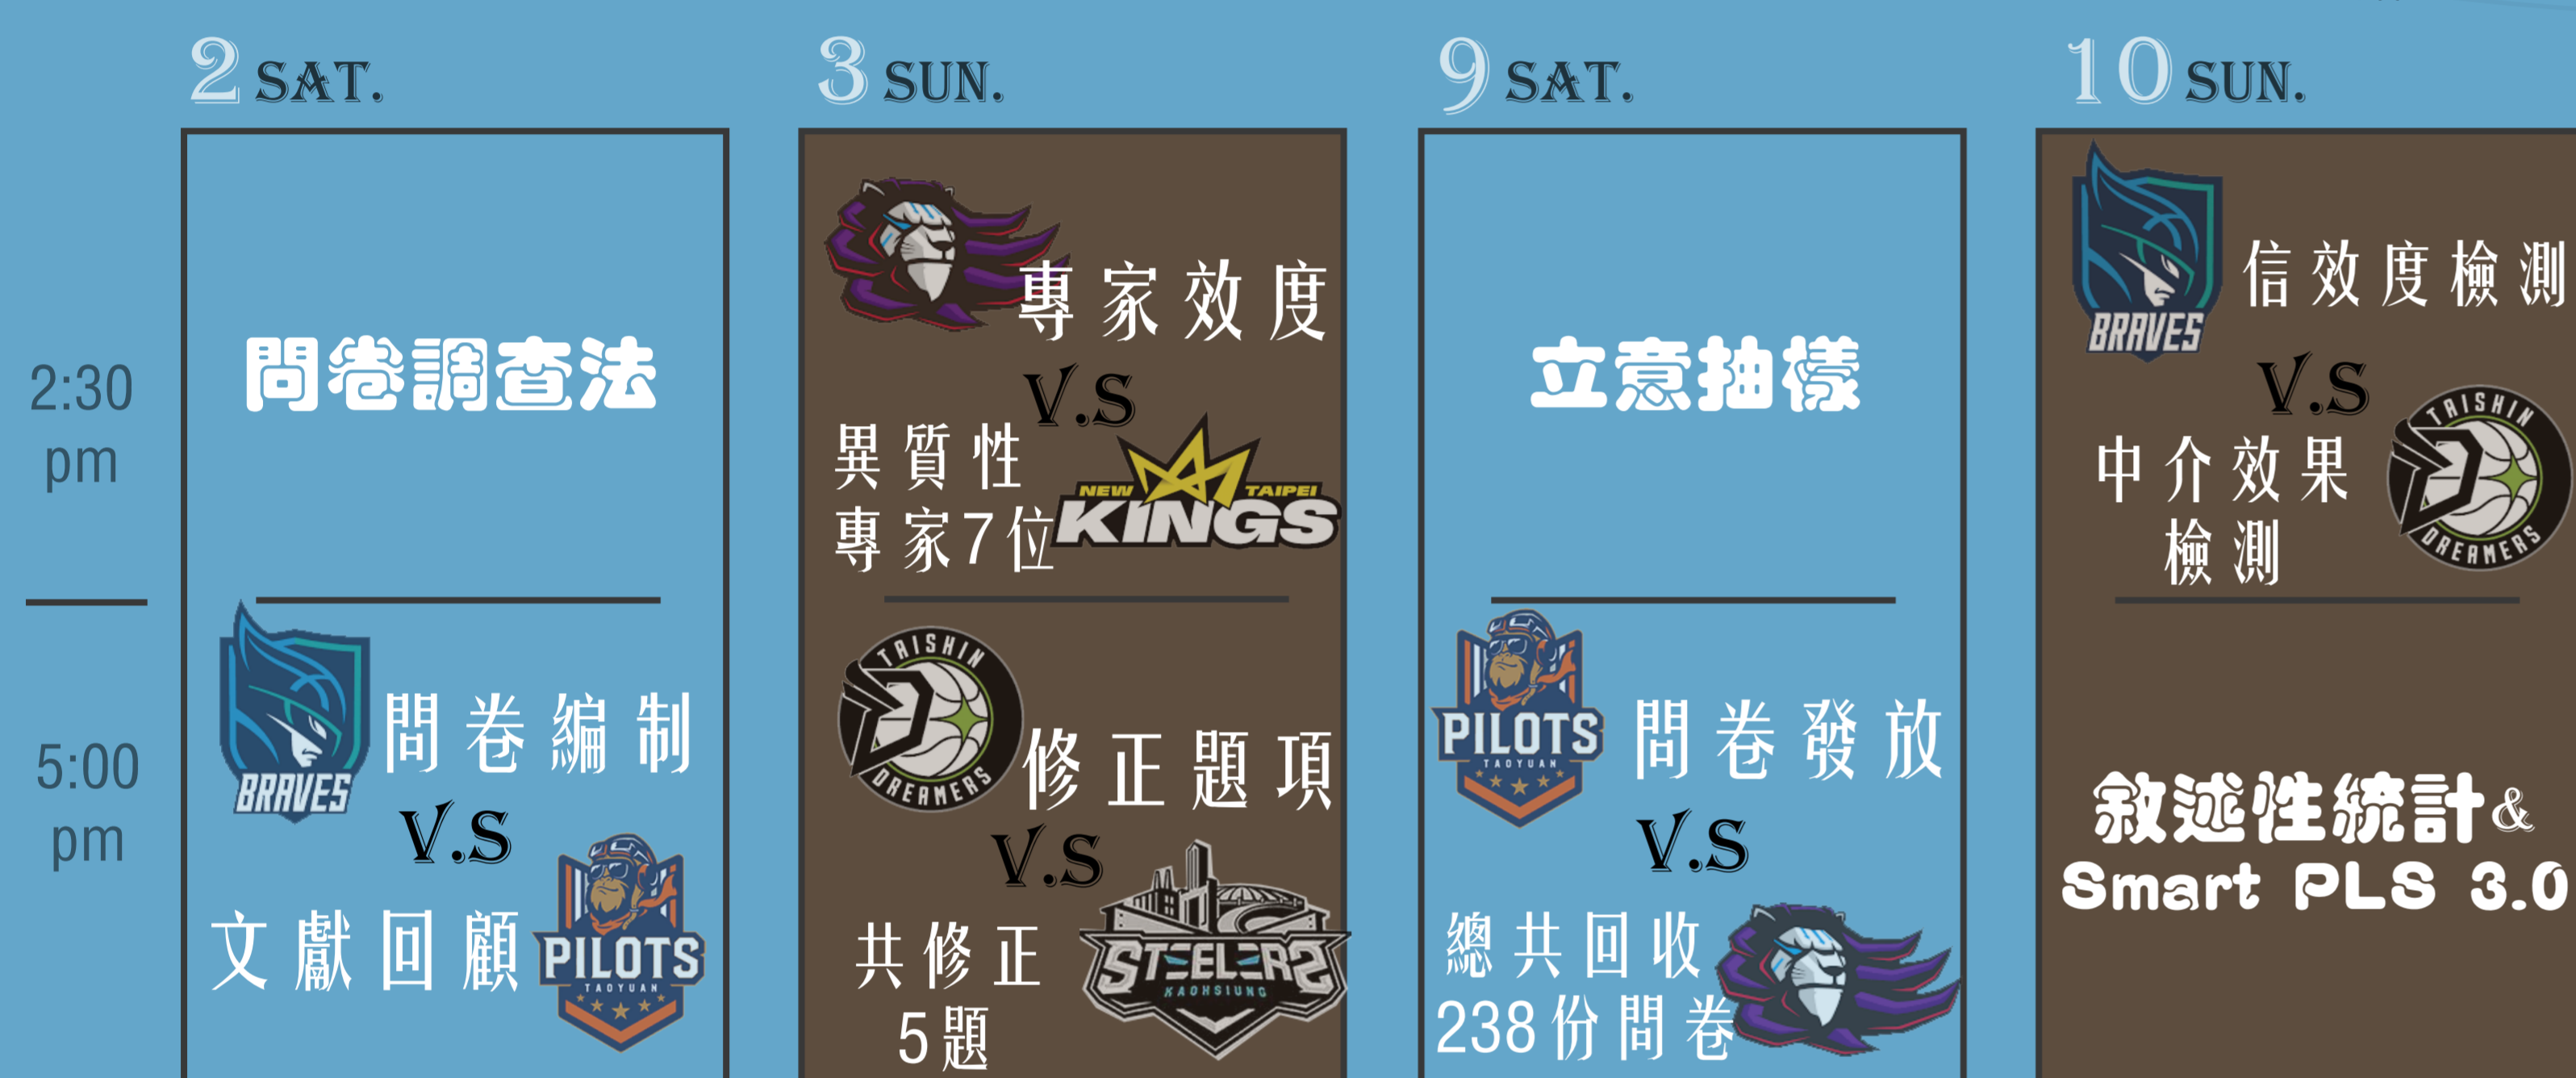 2 SAT.
3 SUN.
9 SAT.
10 SUN.
2:30
pm
5:00
pm
問卷調查法
BRAVES
問卷編制
V.S
文獻回顧
PILOTS
TAOYUAN
專家效度
V.S
異質性
專家7位
NEW TAIPEI
KINGS
TAISHIN
DREAMERS
修正題項
V.S
共修正
5題
STEELERS
KAOHSIUNG
立意抽樣
PILOTS
TAOYUAN
問卷發放
V.S
總共回收
238份問卷
BRAVES
信效度檢測
V.S
中介效果
檢測
TAISHIN
DREAMERS
敘述性統計&
Smart PLS 3.0